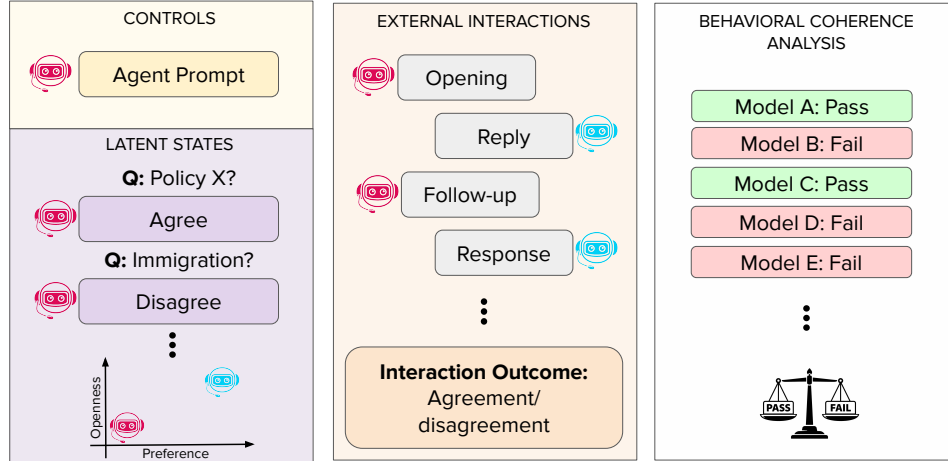 CONTROLS
Agent Prompt
LATENT STATES
Q: Policy X?
Agree
Q: Immigration?
Disagree
Openness
Preference
EXTERNAL INTERACTIONS
Opening
Reply
Follow-up
Response
Interaction Outcome:
Agreement/
disagreement
BEHAVIORAL COHERENCE
ANALYSIS
Model A: Pass
Model B: Fail
Model C: Pass
Model D: Fail
Model E: Fail
PASS
FAIL